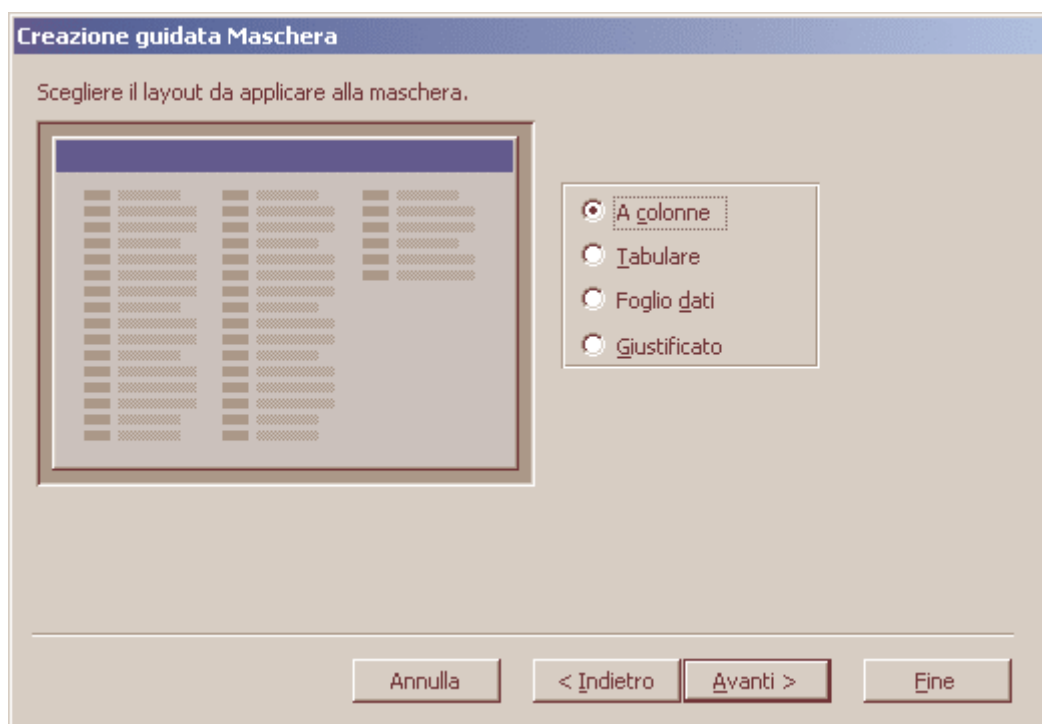 Creazione guidata Maschera
Scegliere il layout da applicare alla maschera.
A colonne
Tabulare
Foglio dati
Giustificato
Annulla
< Indietro
Avanti >
Fine